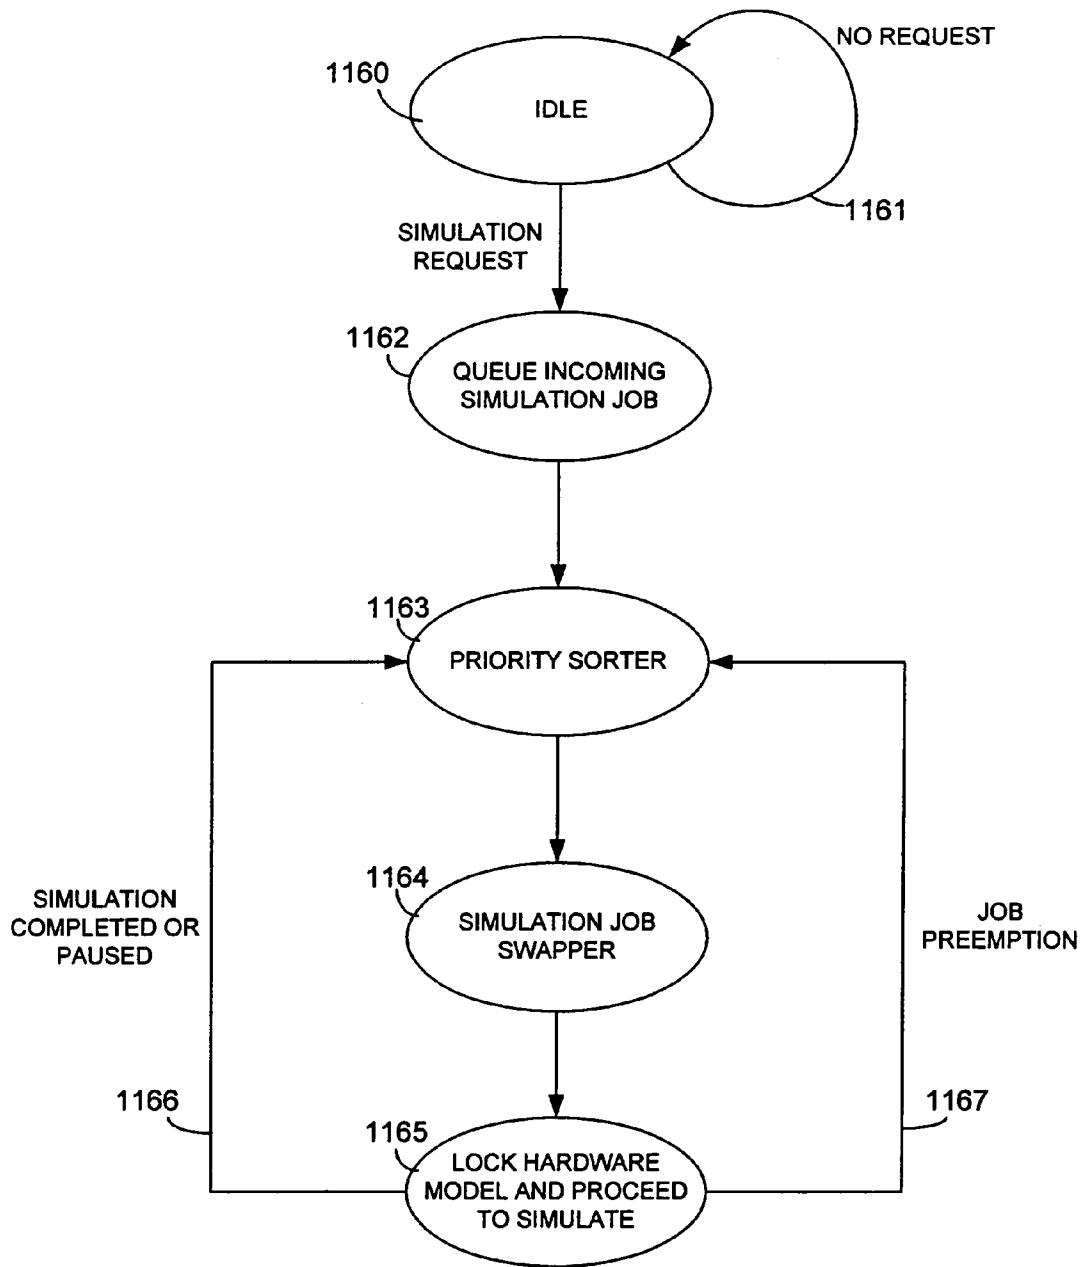 NO REQUEST
1160
IDLE
1161
SIMULATION
REQUEST
1162
QUEUE INCOMING
SIMULATION JOB
1163
PRIORITY SORTER
1164
SIMULATION JOB
SWAPPER
SIMULATION
COMPLETED OR
PAUSED
JOB
PREEMPTION
1166
1167
1165
LOCK HARDWARE
MODEL AND PROCEED
TO SIMULATE